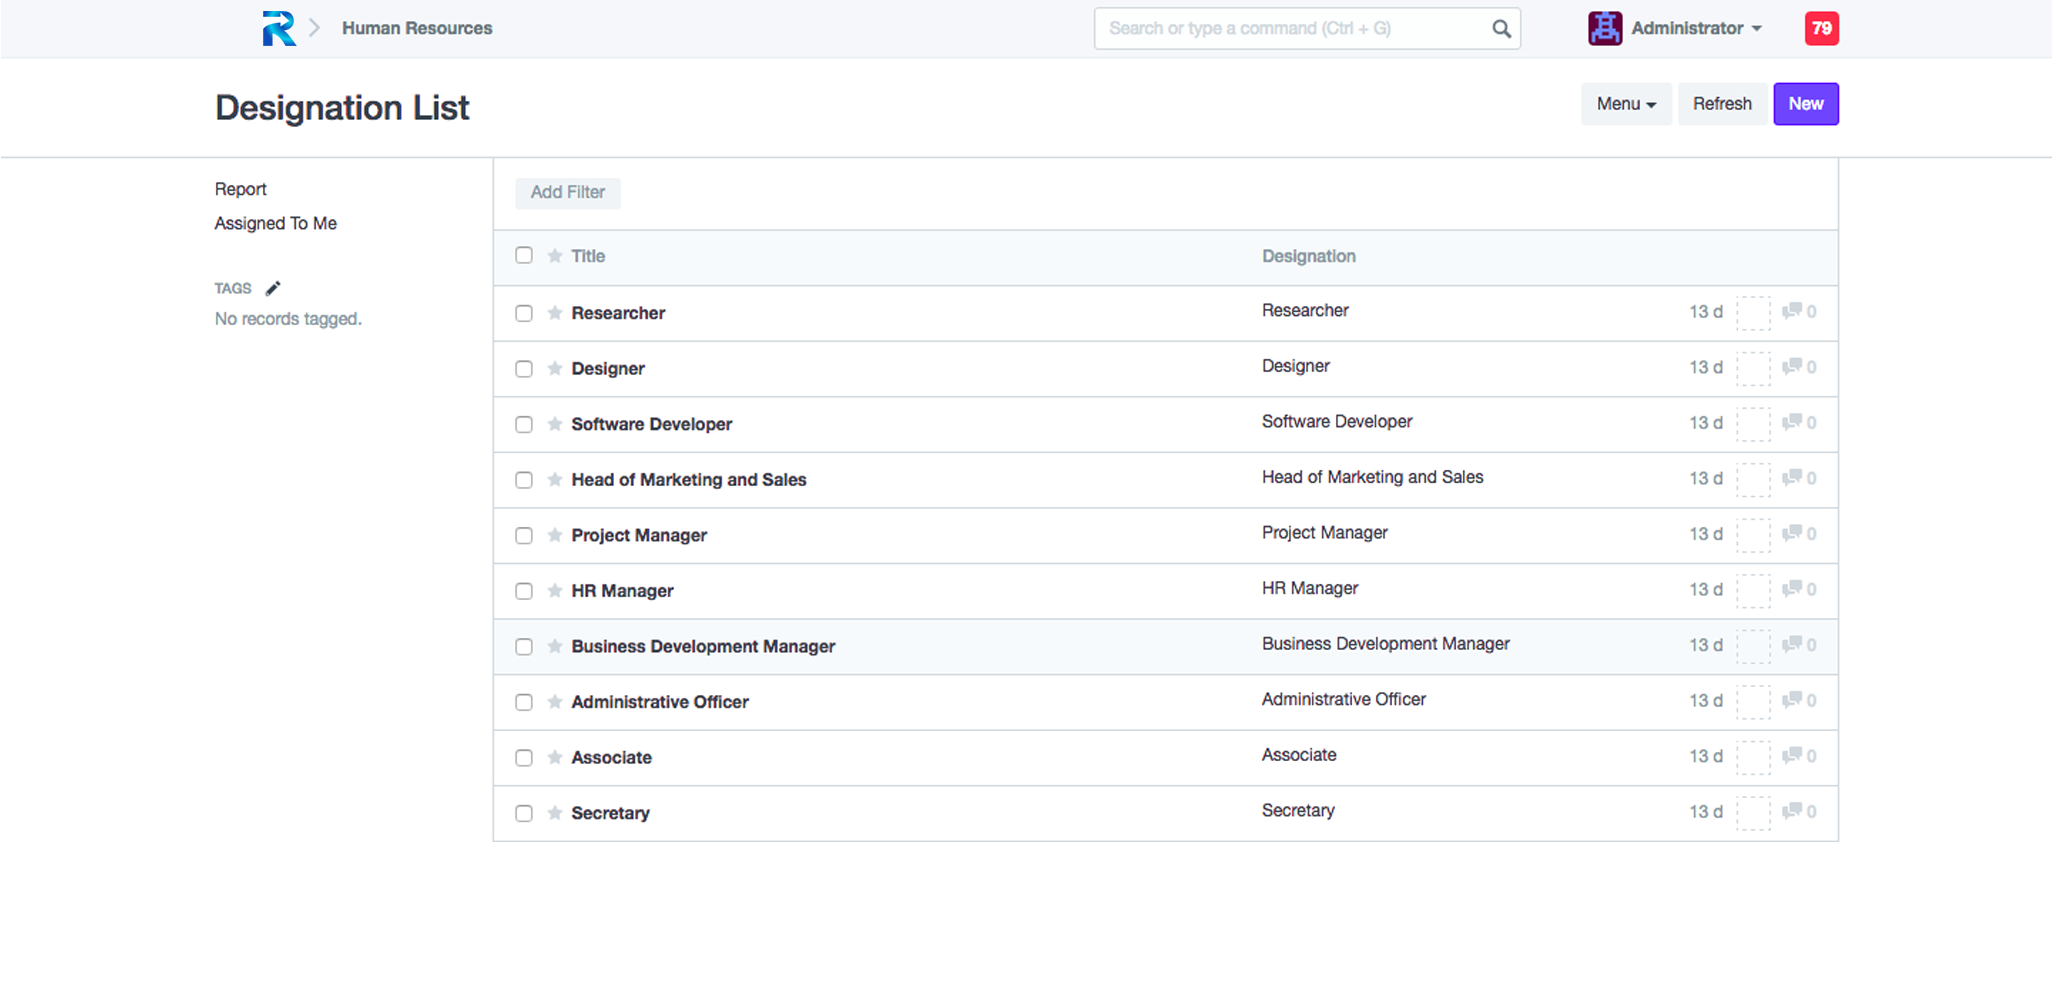 Human Resources
Search or type a command (Ctrl + G)
Administrator
79
Designation List
Menu
Refresh
New
Report
Assigned To Me
TAGS
No records tagged.
Add Filter
Title Designation
Researcher Researcher 13 d 0
Designer Designer 13 d 0
Software Developer Software Developer 13 d 0
Head of Marketing and Sales Head of Marketing and Sales 13 d 0
Project Manager Project Manager 13 d 0
HR Manager HR Manager 13 d 0
Business Development Manager Business Development Manager 13 d 0
Administrative Officer Administrative Officer 13 d 0
Associate Associate 13 d 0
Secretary Secretary 13 d 0